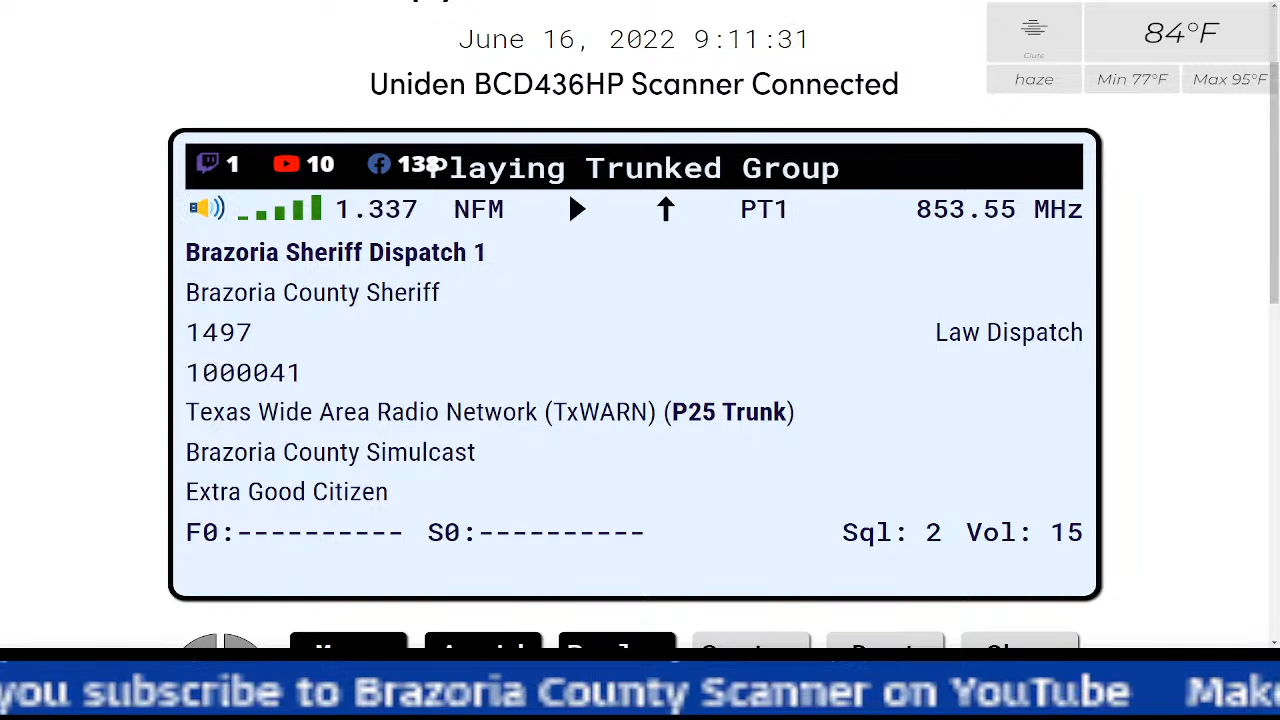 June 16, 2022 9:11:31
84°F
Clute
haze Min 77°F Max 95°F
Uniden BCD436HP Scanner Connected
1 10 138 Playing Trunked Group
1.337 NFM PT1 853.55 MHz
Brazoria Sheriff Dispatch 1
Brazoria County Sheriff
1497 Law Dispatch
1000041
Texas Wide Area Radio Network (TxWARN) (P25 Trunk)
Brazoria County Simulcast
Extra Good Citizen
F0:---------- S0:---------- Sql: 2 Vol: 15
you subscribe to Brazoria County Scanner on YouTube Mak